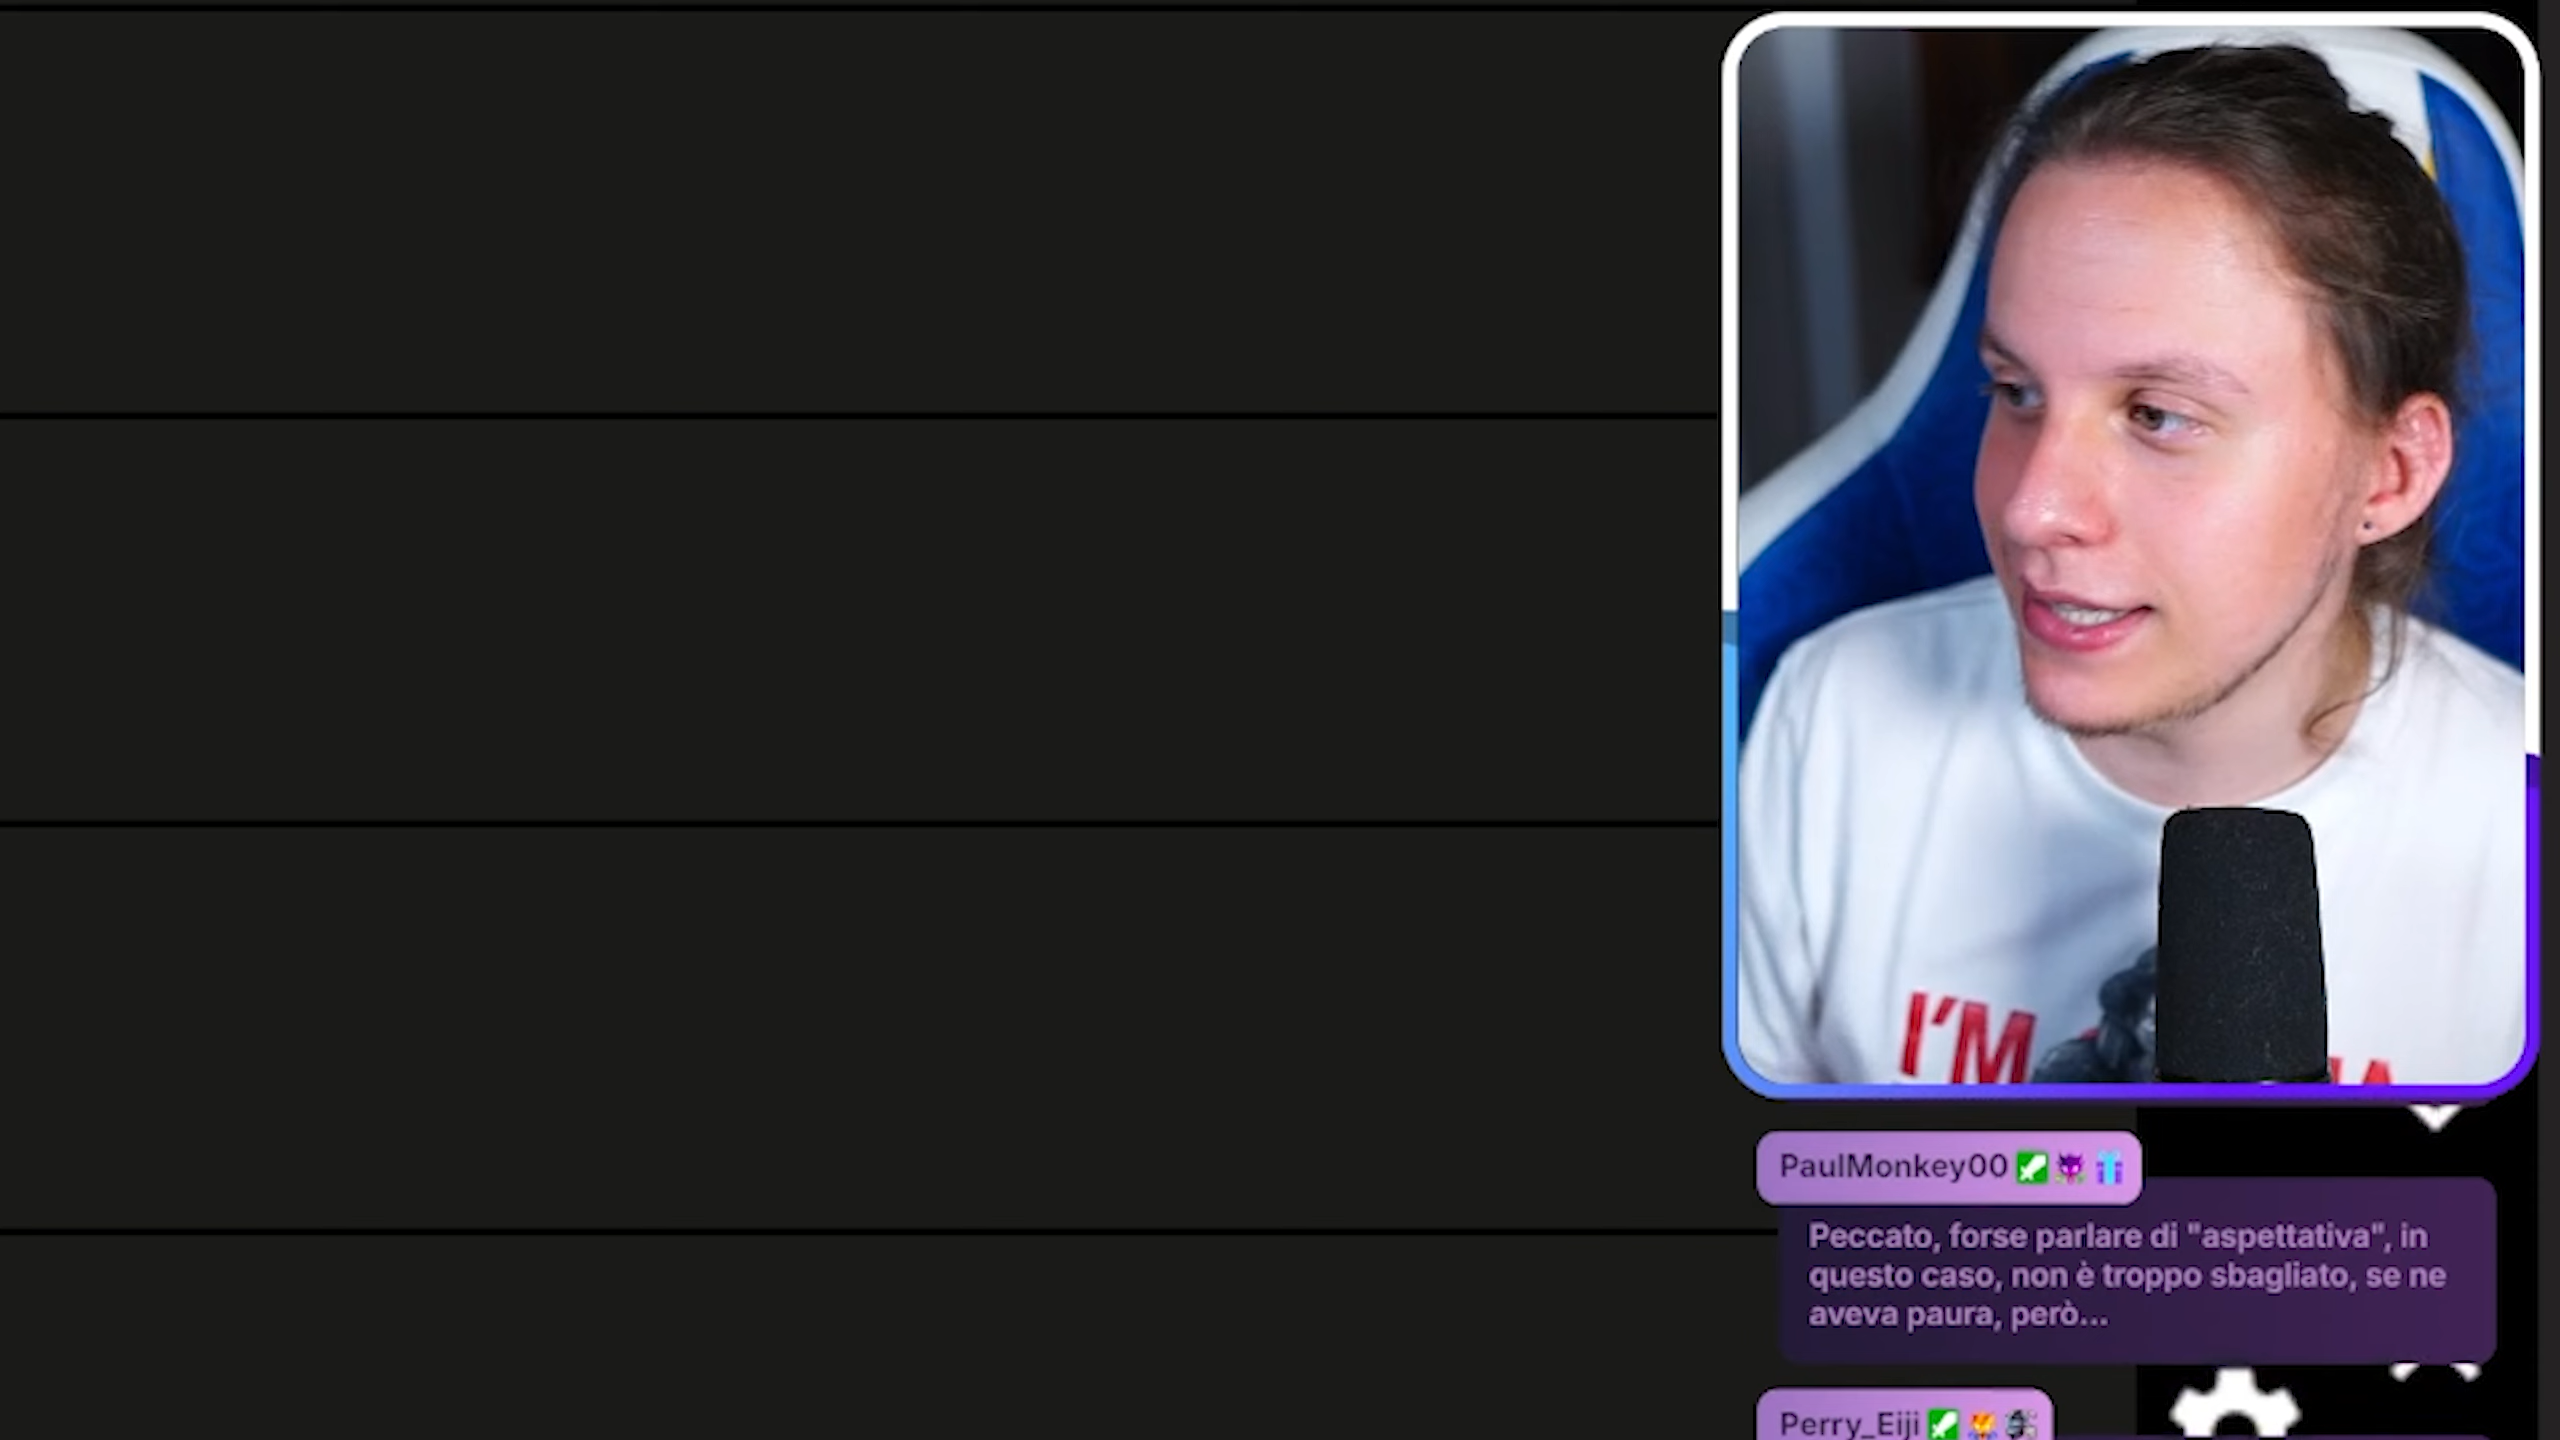 I'M
PaulMonkey00
Peccato, forse parlare di "aspettativa", in
questo caso, non è troppo sbagliato, se ne
aveva paura, però...
Perry_Eiji